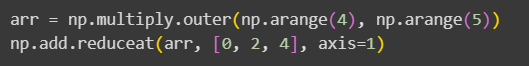 arr = np.multiply.outer(np.arange(4), np.arange(5))
np.add.reduceat(arr, [0, 2, 4], axis=1)